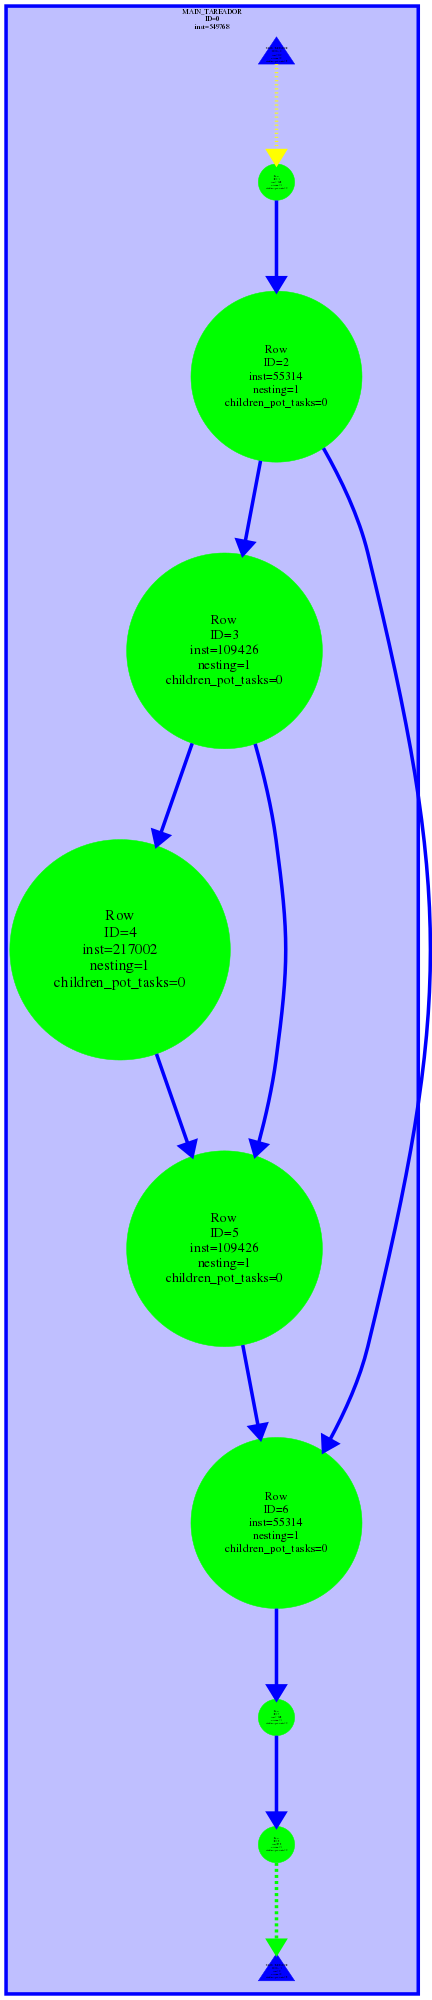 MAIN_TAREADOR
ID=0
inst=549768
Row
ID=2
inst=55314
nesting=1
children_pot_tasks=0
Row
ID=3
inst=109426
nesting=1
children_pot_tasks=0
Row
ID=4
inst=217002
nesting=1
children_pot_tasks=0
Row
ID=5
inst=109426
nesting=1
children_pot_tasks=0
Row
ID=6
inst=55314
nesting=1
children_pot_tasks=0